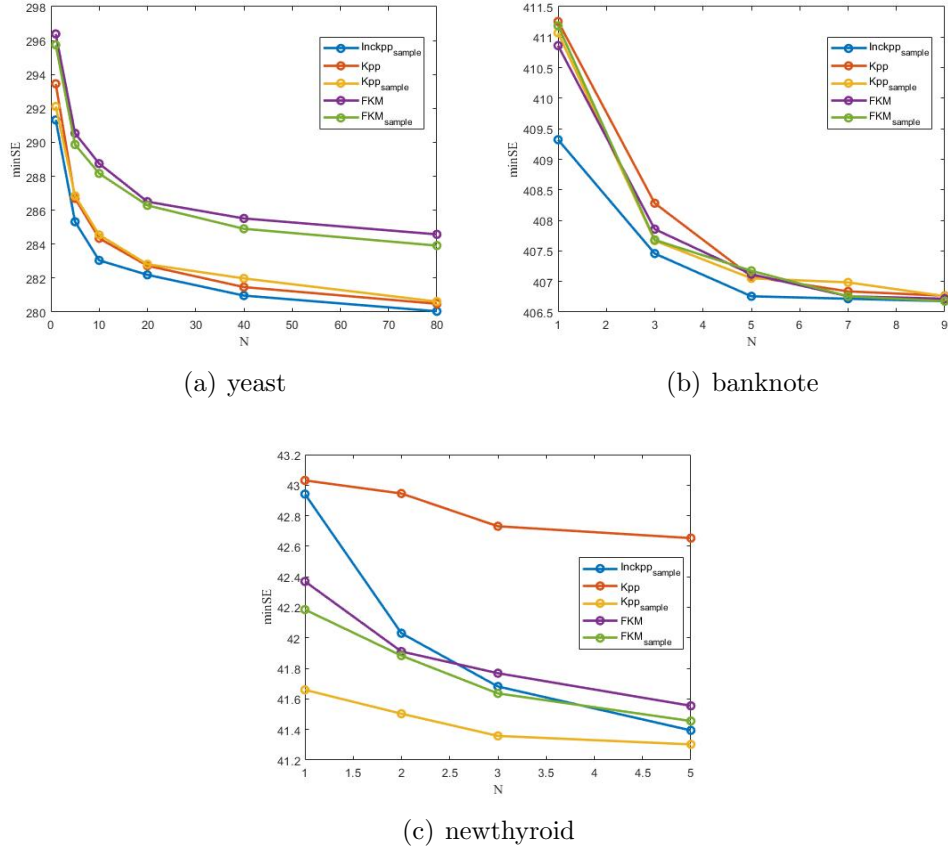 298
296
294
292
290
288
286
284
282
280
minSE
0 10 20 30 40 50 60 70 80
N
Inckpp_sample
Kpp
Kpp_sample
FKM
FKM_sample
(a) yeast
411.5
411
410.5
410
409.5
409
408.5
408
407.5
407
406.5
minSE
1 2 3 4 5 6 7 8 9
N
Inckpp_sample
Kpp
Kpp_sample
FKM
FKM_sample
(b) banknote
43.2
43
42.8
42.6
42.4
42.2
42
41.8
41.6
41.4
41.2
minSE
1 1.5 2 2.5 3 3.5 4 4.5 5
N
Inckpp_sample
Kpp
Kpp_sample
FKM
FKM_sample
(c) newthyroid